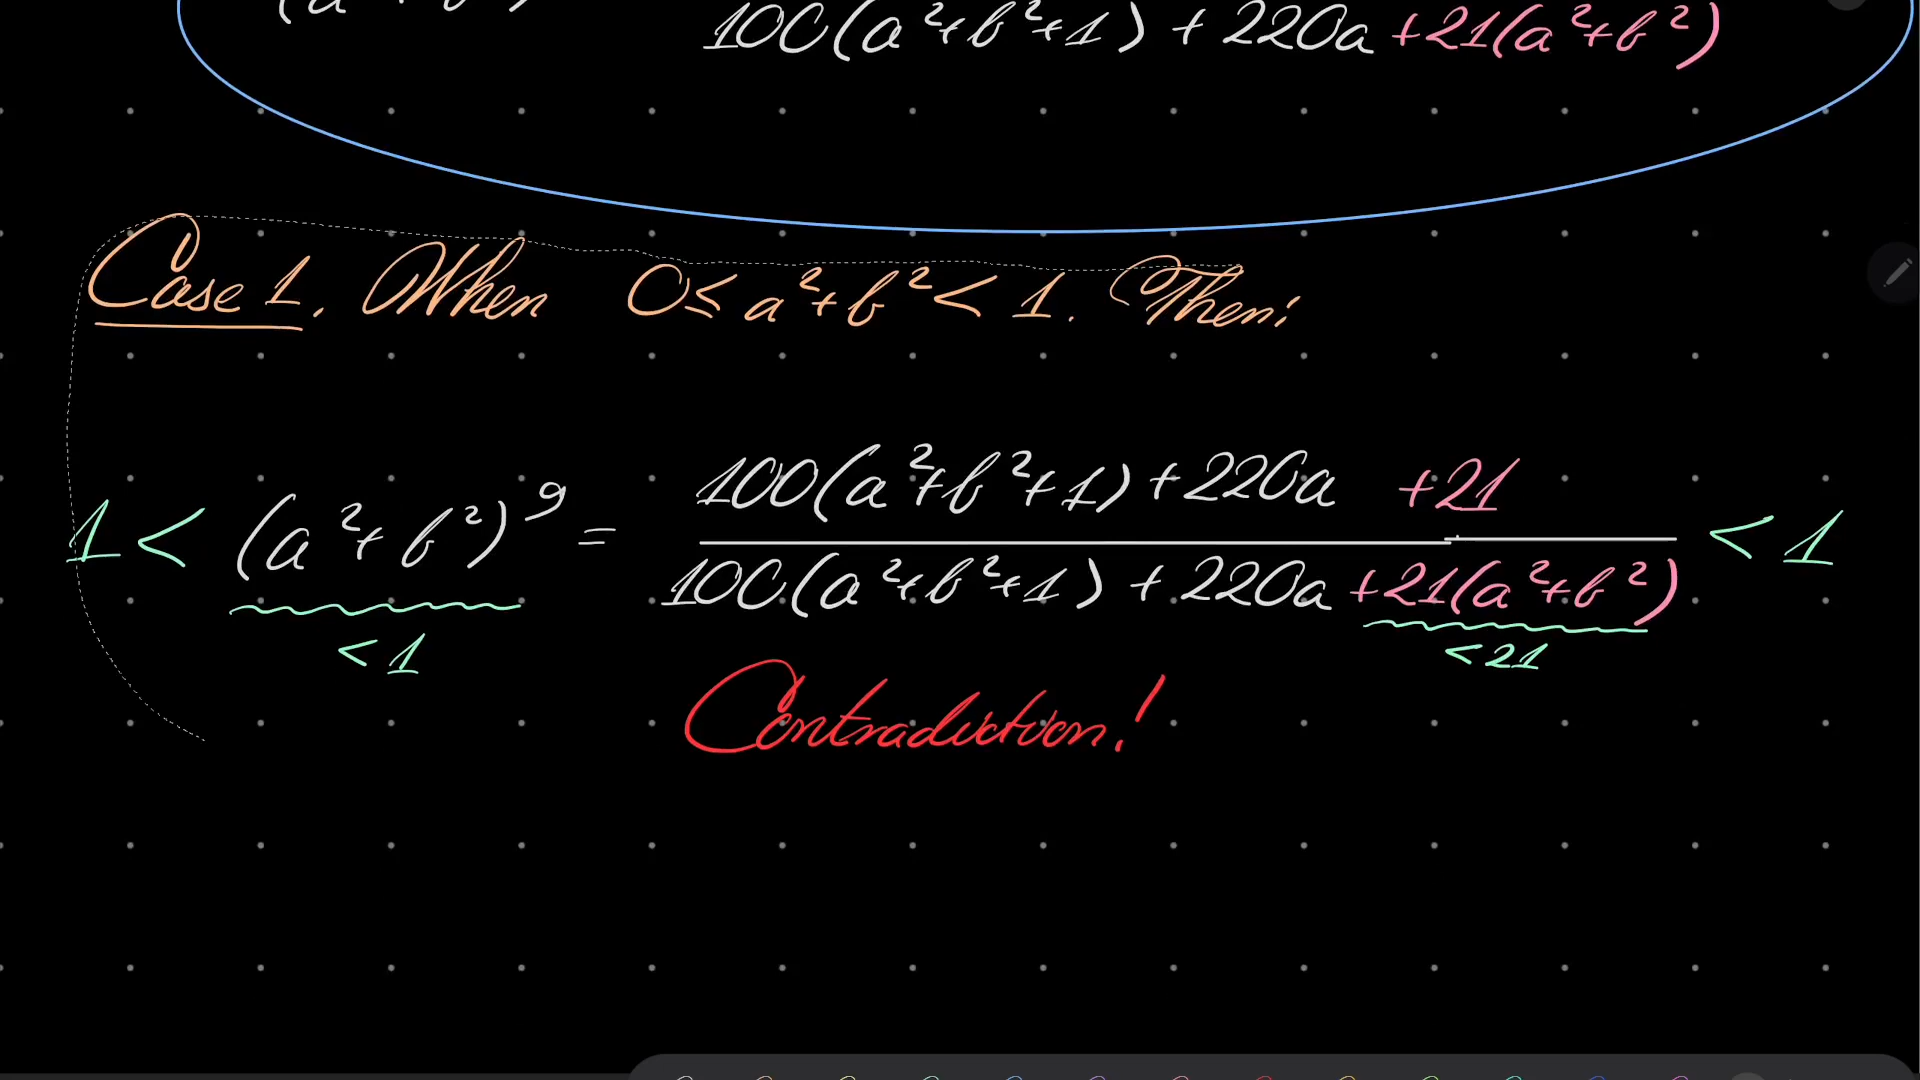 (a²+b²)
100(a²+b²+1) + 220a +21(a²+b²)
Case 1. When 0≤a²+b²<1. Then:
100(a²+b²+1)+220a +21
1 < (a²+b²)⁹ = < 1
100(a²+b²+1) + 220a +21(a²+b²)
<1 <21
Contradiction!